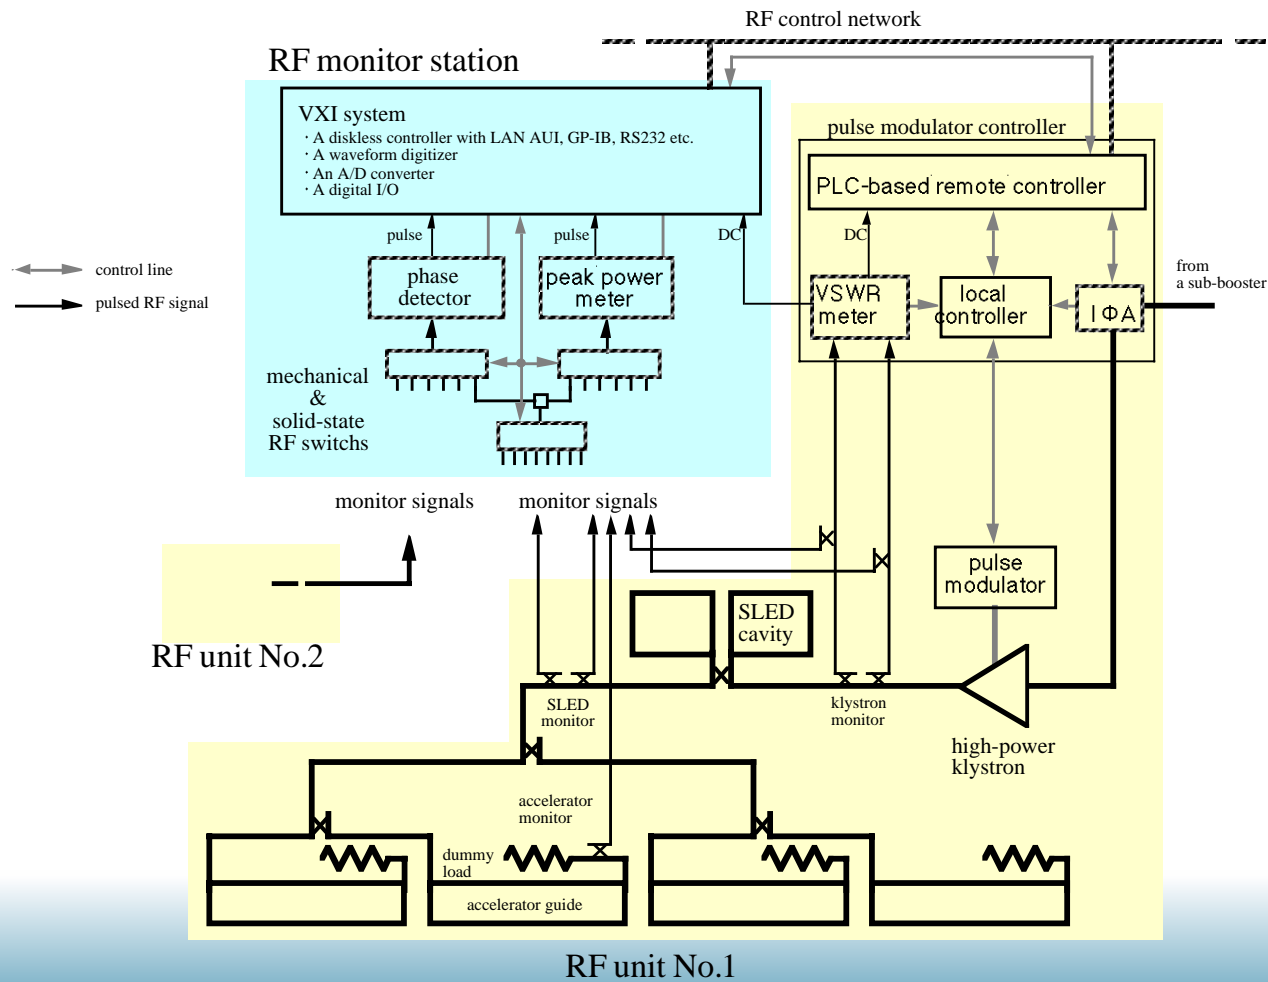 RF control network
RF monitor station
VXI system
· A diskless controller with LAN AUI, GP-IB, RS232 etc.
· A waveform digitizer
· An A/D converter
· A digital I/O
pulse modulator controller
PLC-based remote controller
pulse
pulse
DC
DC
control line
pulsed RF signal
phase
detector
peak power
meter
VSWR
meter
local
controller
IΦA
from
a sub-booster
mechanical
&
solid-state
RF switchs
monitor signals
monitor signals
pulse
modulator
SLED
cavity
RF unit No.2
SLED
monitor
klystron
monitor
high-power
klystron
accelerator
monitor
dummy
load
accelerator guide
RF unit No.1